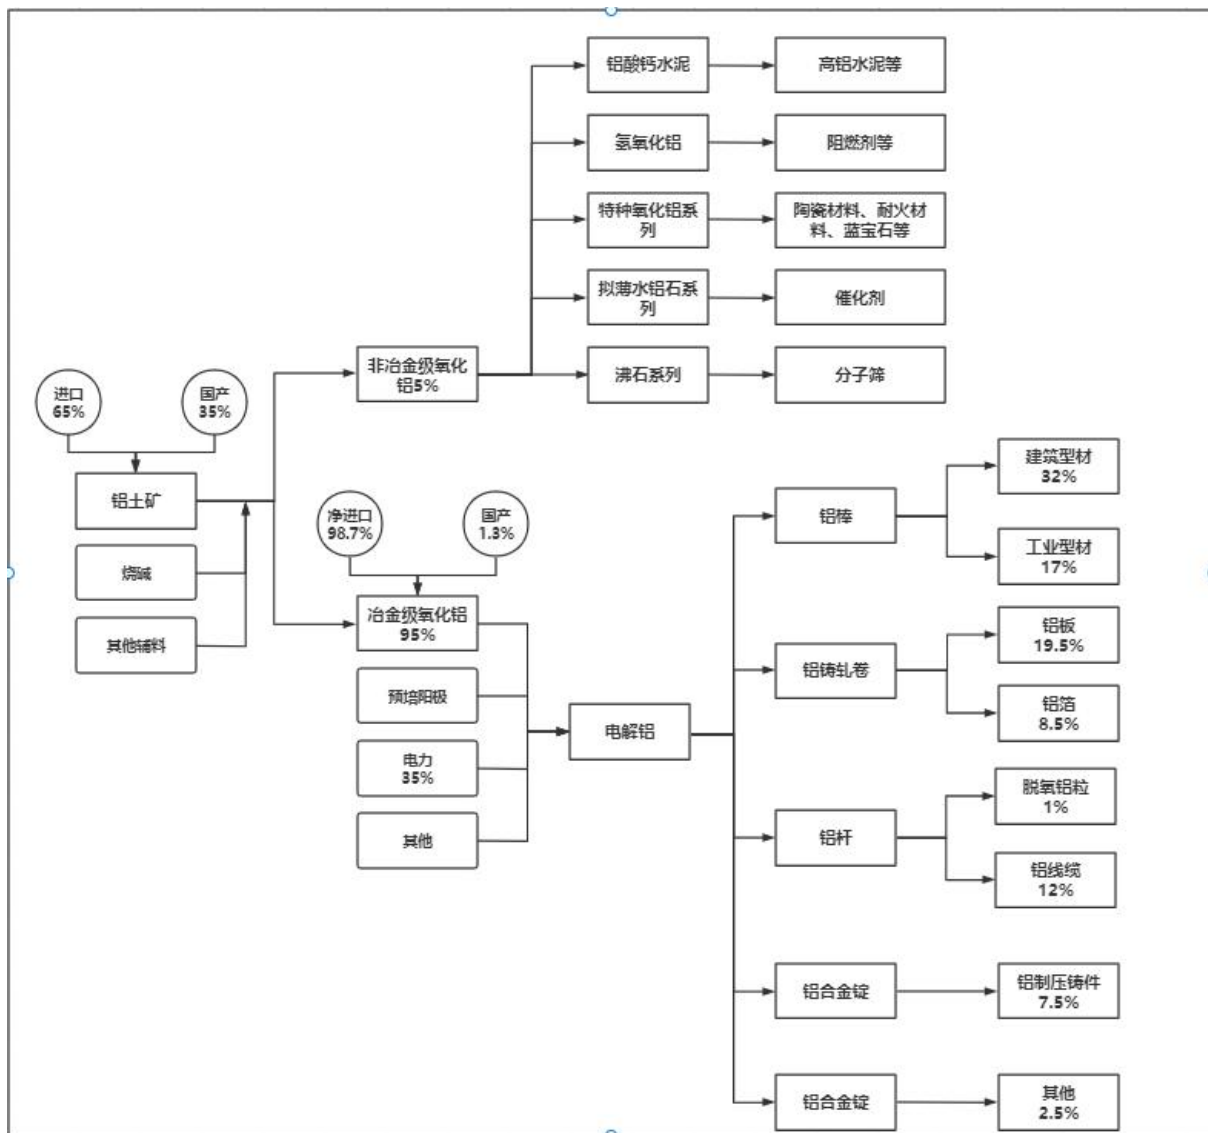 铝酸钙水泥
高铝水泥等
氢氧化铝
阻燃剂等
特种氧化铝系
列
陶瓷材料、耐火材
料、蓝宝石等
拟薄水铝石系
列
催化剂
非冶金级氧化
铝5%
沸石系列
分子筛
进口
65%
国产
35%
铝土矿
烧碱
其他辅料
净进口
98.7%
国产
1.3%
冶金级氧化铝
95%
预培阳极
电力
35%
其他
电解铝
铝棒
建筑型材
32%
工业型材
17%
铝铸轧卷
铝板
19.5%
铝箔
8.5%
铝杆
脱氧铝粒
1%
铝线缆
12%
铝合金锭
铝制压铸件
7.5%
铝合金锭
其他
2.5%